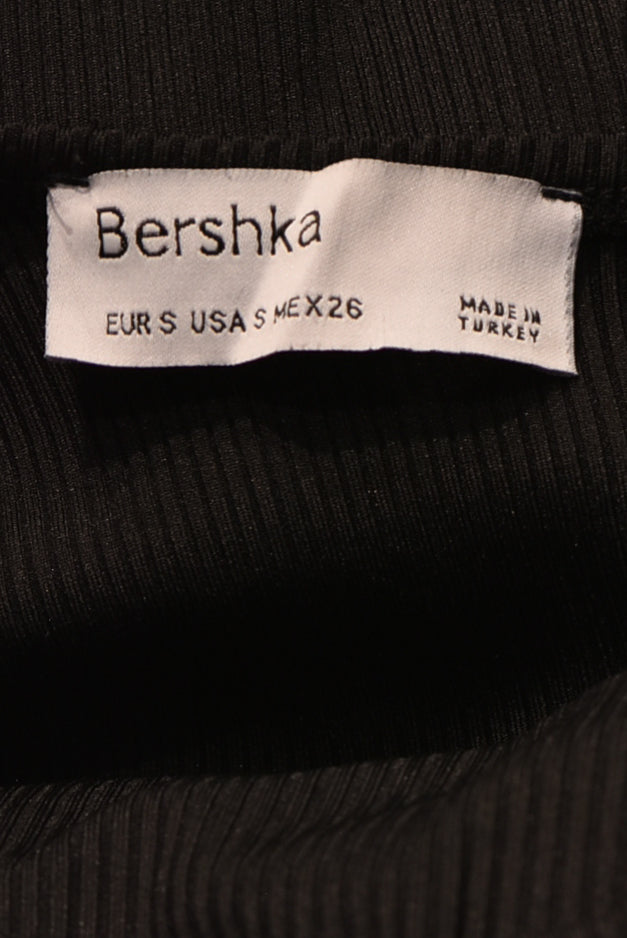 Bershka
EUR S USA S MEX 26
MADE IN
TURKEY